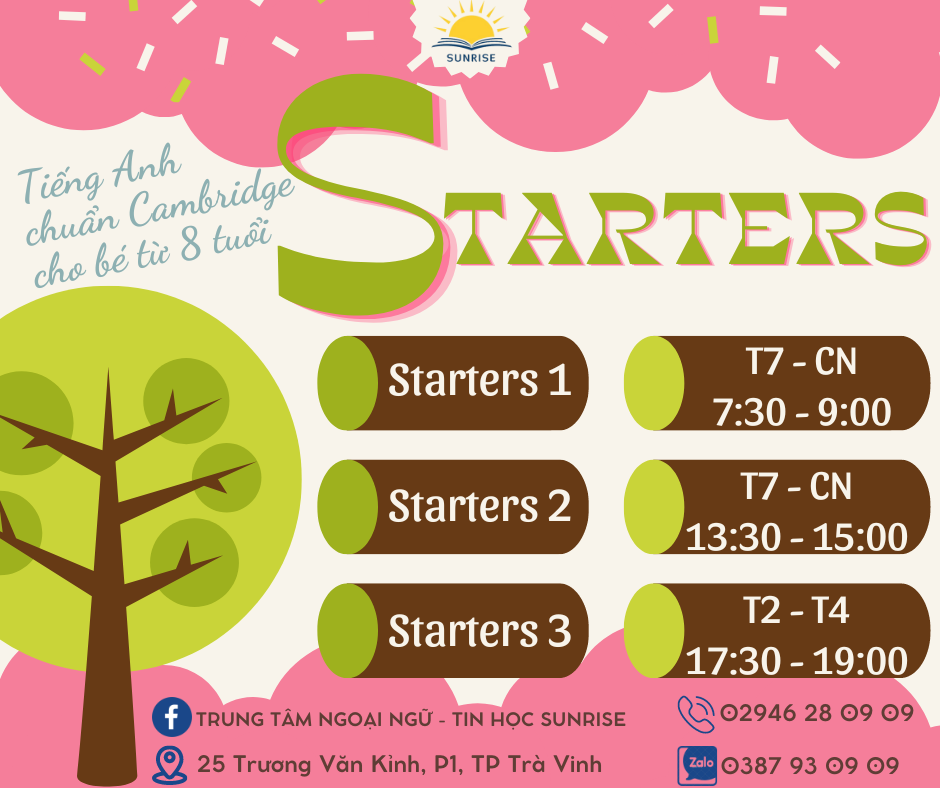 SUNRISE
Tiếng Anh
chuẩn Cambridge
cho bé từ 8 tuổi
STARTERS
Starters 1
T7 - CN
7:30 - 9:00
Starters 2
T7 - CN
13:30 - 15:00
Starters 3
T2 - T4
17:30 - 19:00
TRUNG TÂM NGOẠI NGỮ - TIN HỌC SUNRISE
02946 28 09 09
25 Trương Văn Kỉnh, P1, TP Trà Vinh
Zalo
0387 93 09 09